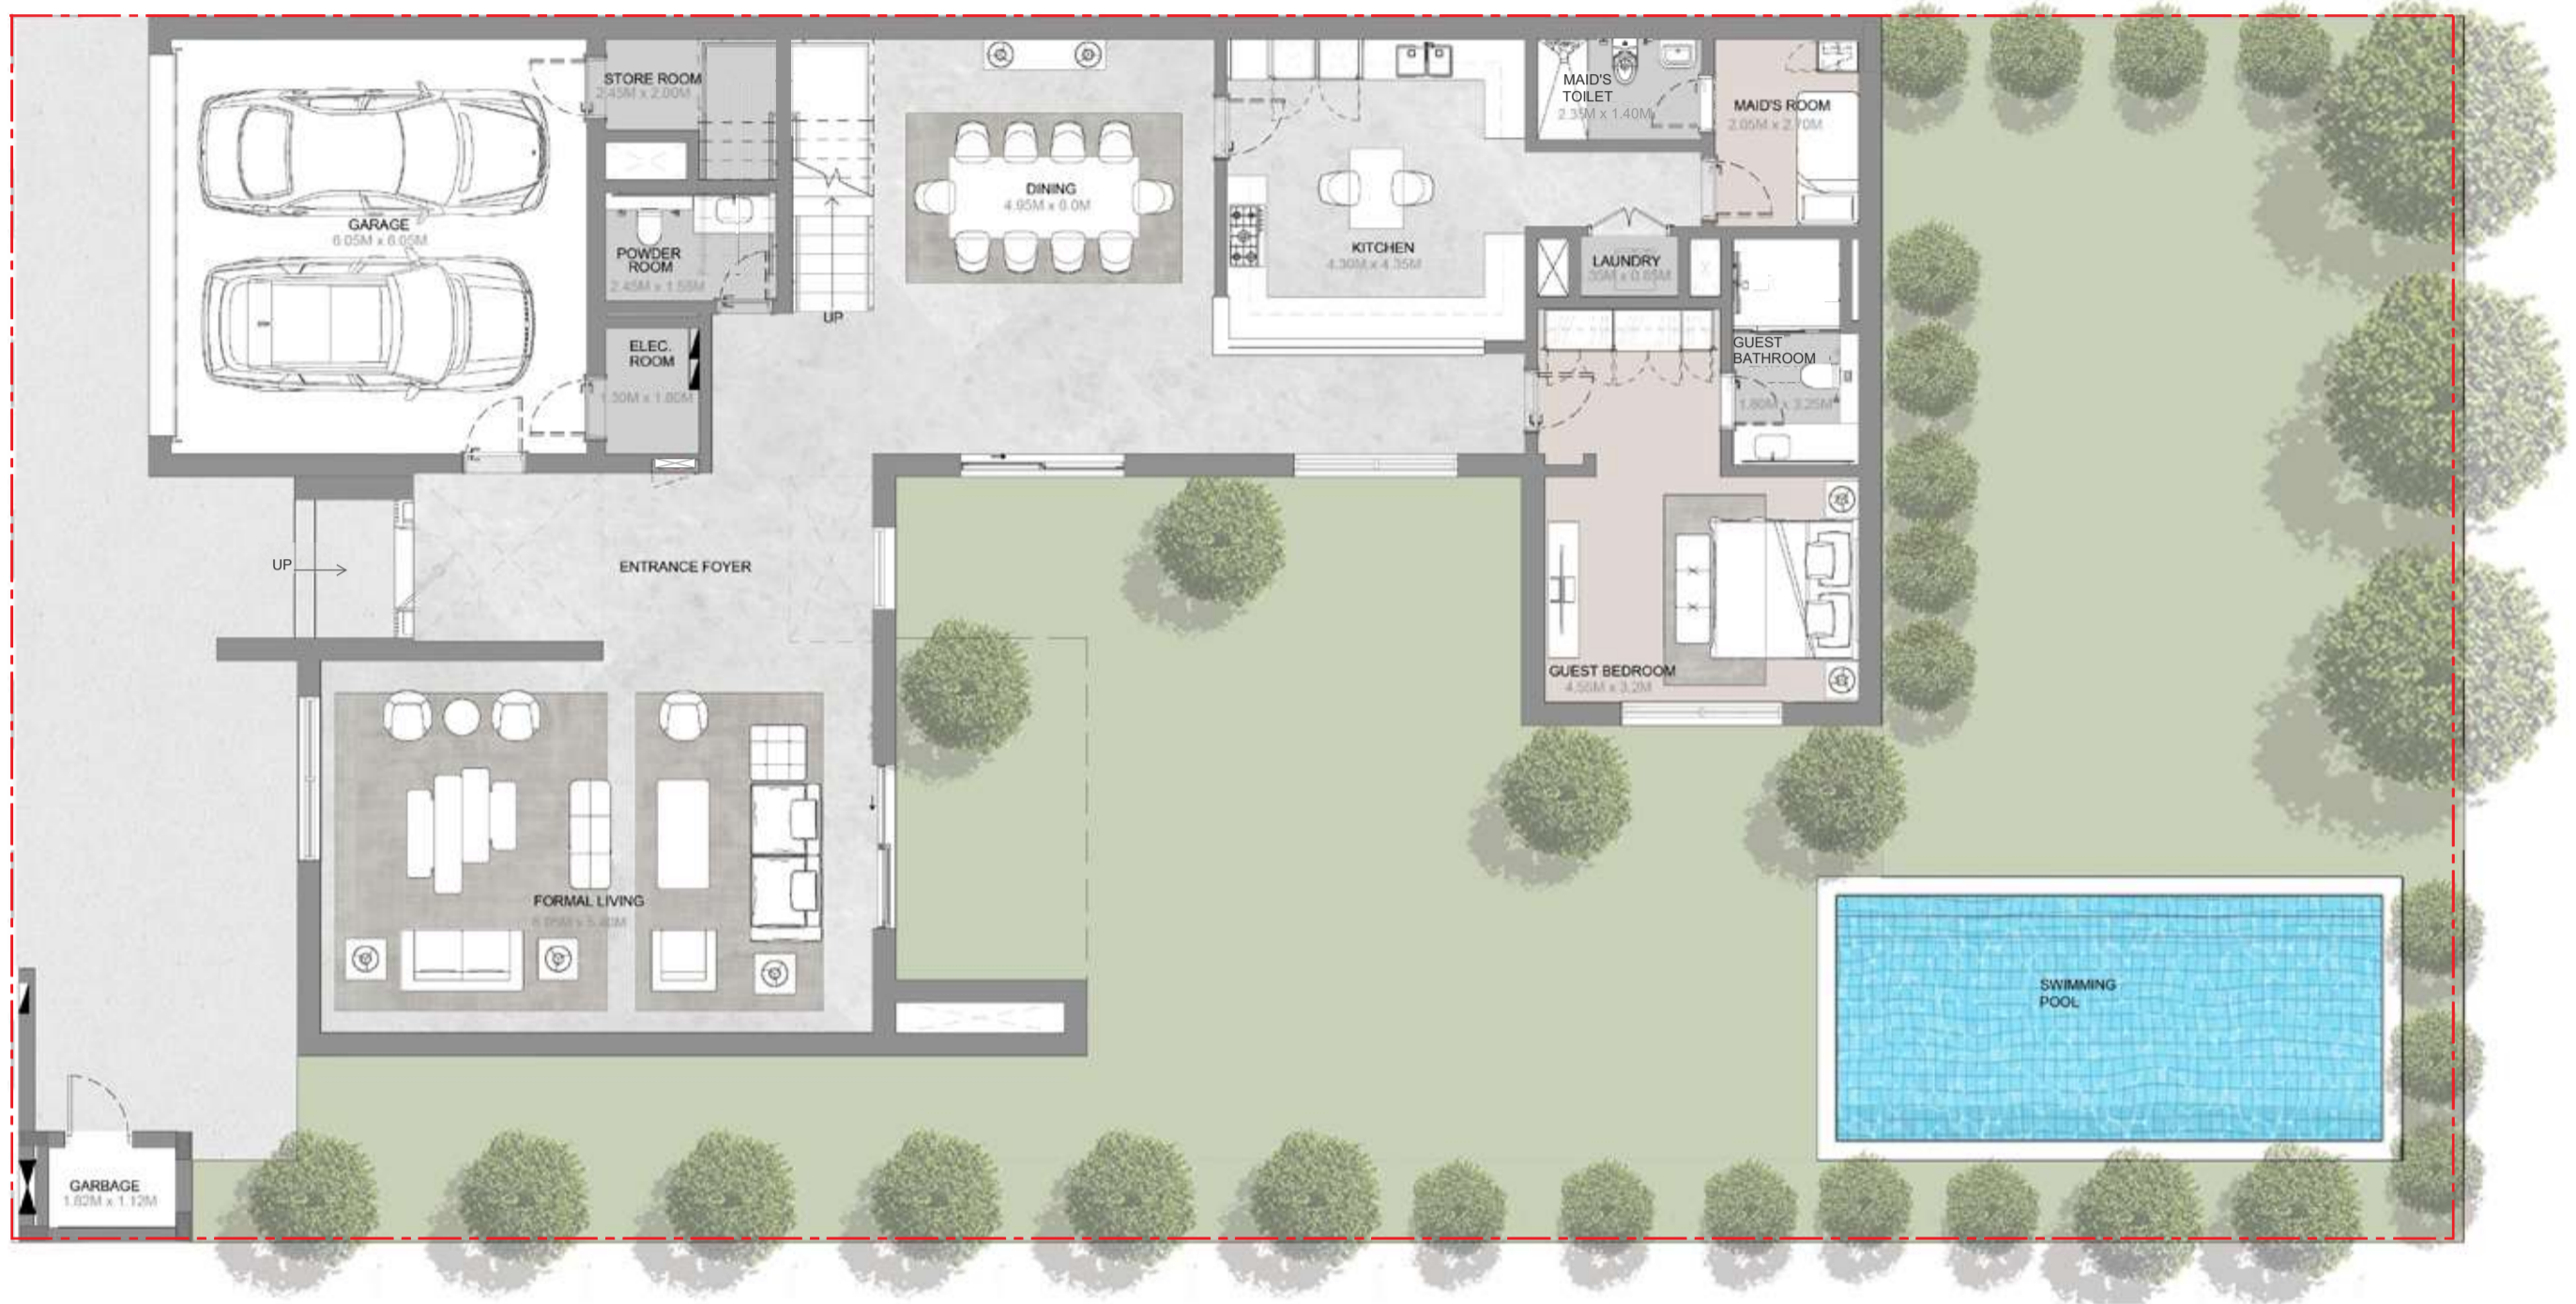 STORE ROOM
2.45M x 2.00M
MAID'S
TOILET
2.35M x 1.40M
MAID'S ROOM
2.05M x 2.70M
DINING
4.95M x 6.0M
GARAGE
6.05M x 6.05M
POWDER
ROOM
2.45M x 1.55M
KITCHEN
4.30M x 4.35M
LAUNDRY
UP
ELEC.
ROOM
1.30M x 1.80M
GUEST
BATHROOM
1.80M x 3.25M
UP
ENTRANCE FOYER
GUEST BEDROOM
4.55M x 3.2M
FORMAL LIVING
SWIMMING
POOL
GARBAGE
1.82M x 1.12M